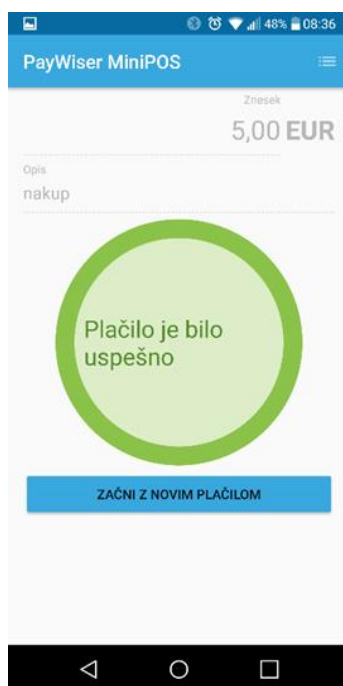 48% 08:36
PayWiser MiniPOS
Znesek
5,00 EUR
Opis
nakup
Plačilo je bilo
uspešno
ZAČNI Z NOVIM PLAČILOM